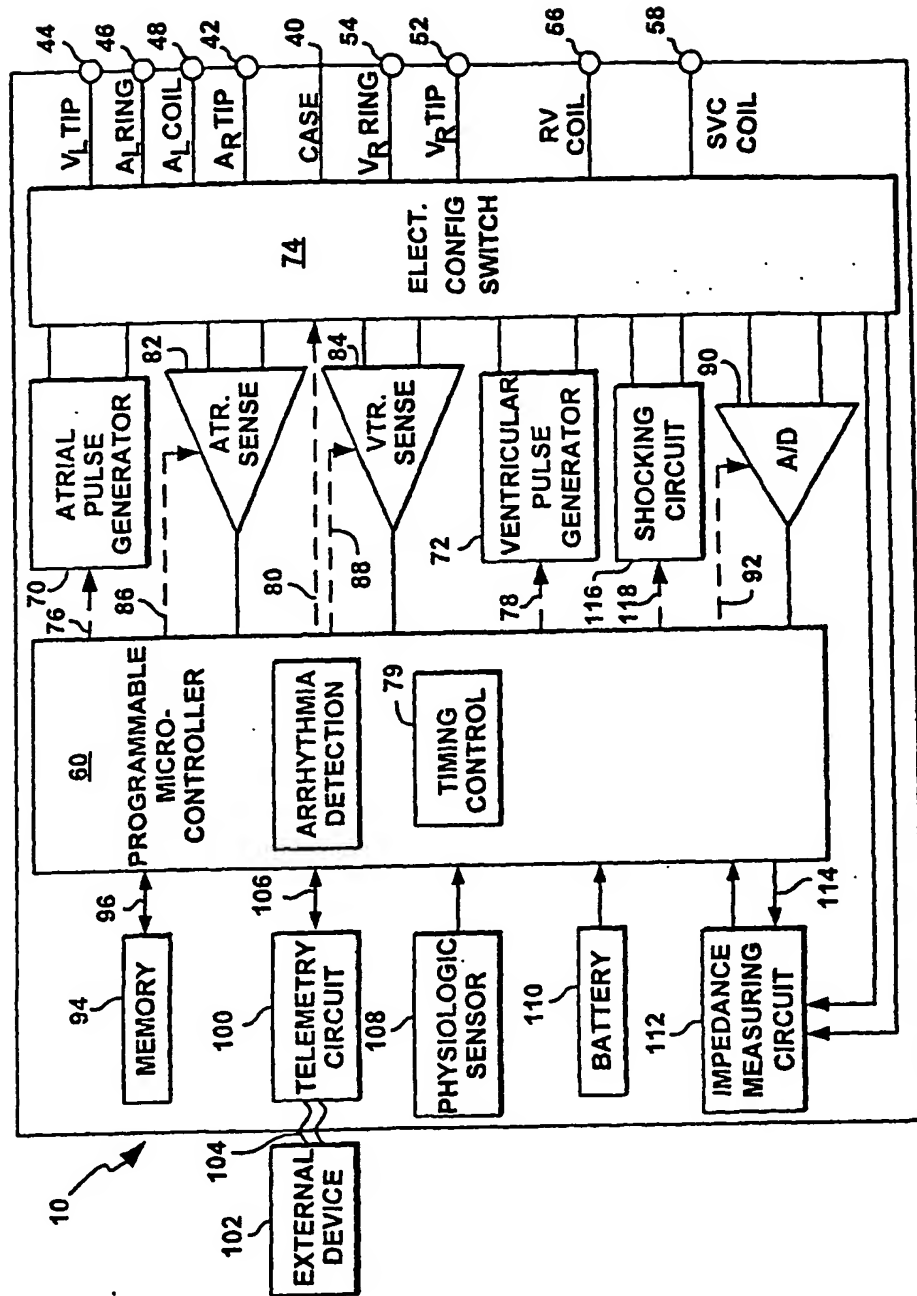 44
46
48
42
40
54
52
56
58
VL TIP
AL RING
AL COIL
AR TIP
CASE
VR RING
VR TIP
RV
COIL
SVC
COIL
74
ELECT.
CONFIG
SWITCH
ATRIAL
PULSE
GENERATOR
70
76
82
ATR.
SENSE
86
80
84
VTR.
SENSE
88
VENTRICULAR
PULSE
GENERATOR
72
78
SHOCKING
CIRCUIT
116
118
90
A/D
92
60
PROGRAMMABLE
MICRO-
CONTROLLER
ARRHYTHMIA
DETECTION
79
TIMING
CONTROL
96
94
MEMORY
106
100
TELEMETRY
CIRCUIT
104
102
EXTERNAL
DEVICE
108
PHYSIOLOGIC
SENSOR
110
BATTERY
114
112
IMPEDANCE
MEASURING
CIRCUIT
10